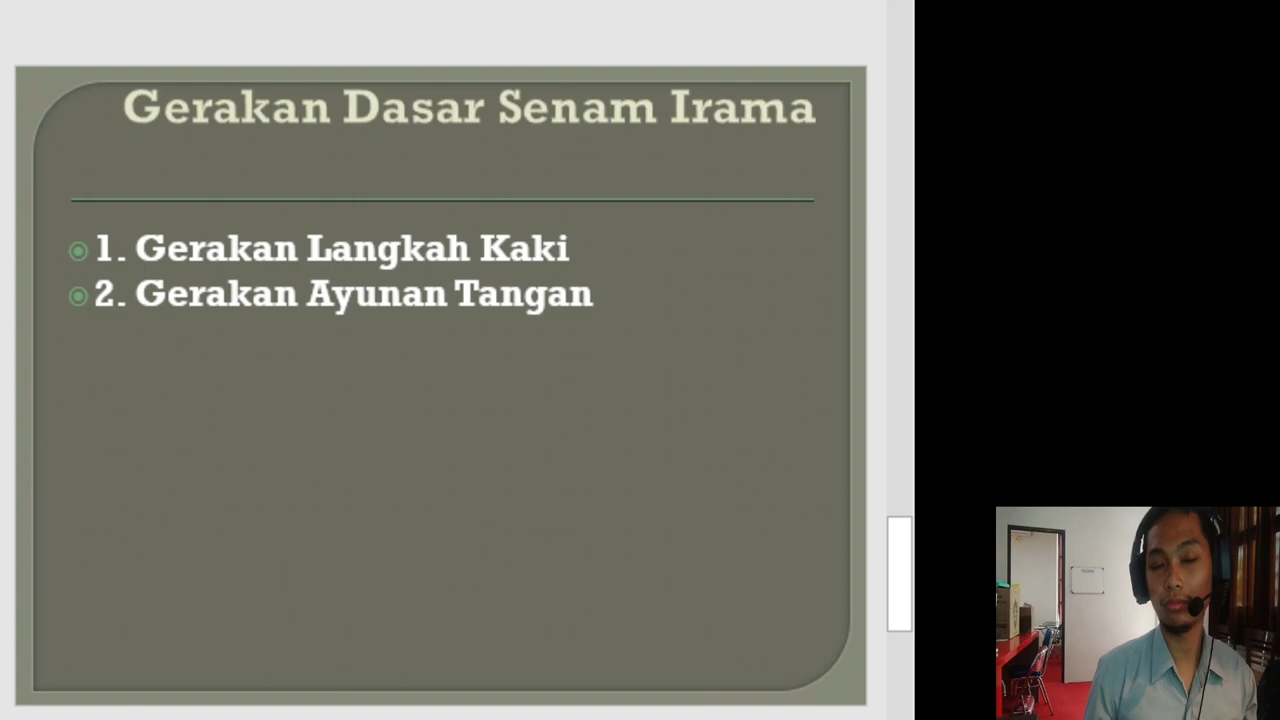 Gerakan Dasar Senam Irama
1. Gerakan Langkah Kaki
2. Gerakan Ayunan Tangan